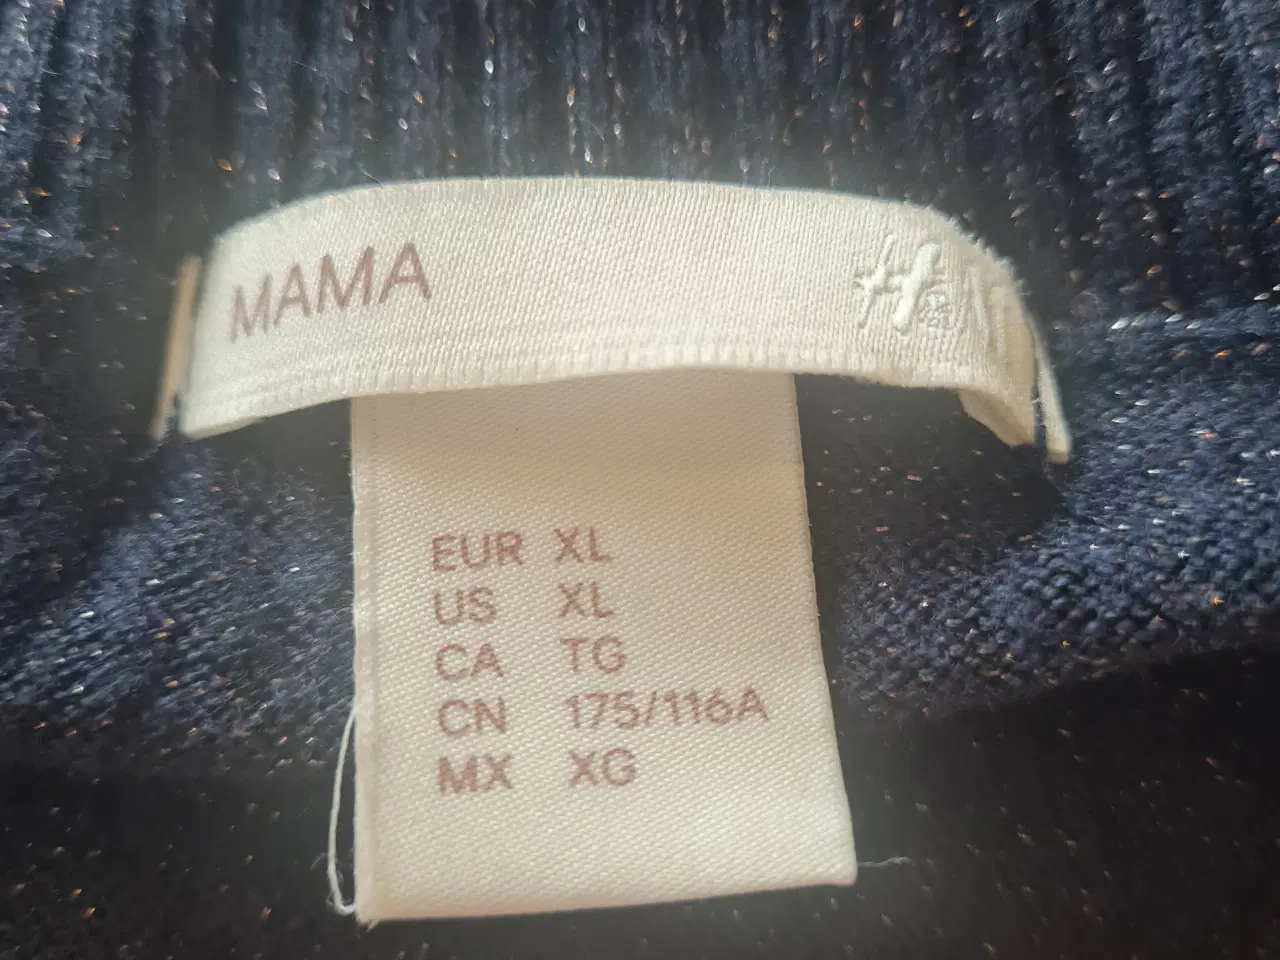 MAMA H&M
EUR XL
US XL
CA TG
CN 175/116A
MX XG